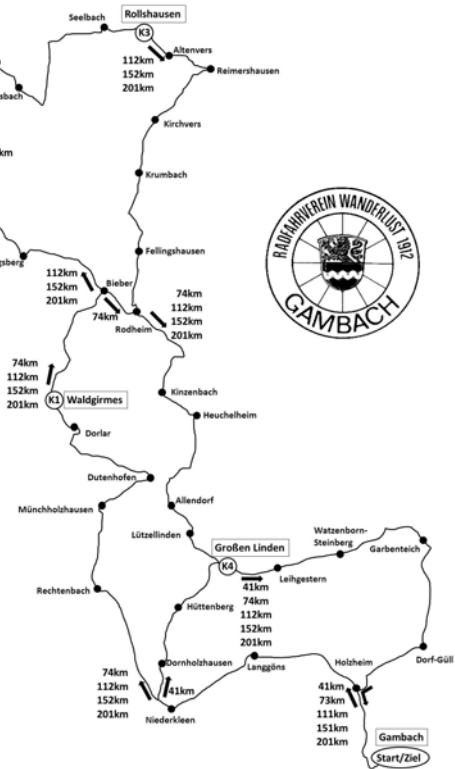 Rollshausen
Seelbach
K3
Altenvers
112km
152km
201km
Reimershausen
sbach
Kirchvers
km
Krumbach
RADFAHRVEREIN WANDERLUST 1912
GAMBACH
Fellingshausen
gsberg
112km
152km
201km
Bieber
74km
Rodheim
74km
112km
152km
201km
74km
112km
152km
201km
K1
Waldgirmes
Kinzenbach
Heuchelheim
Dorlar
Dutenhofen
Münchholzhausen
Allendorf
Lützellinden
Großen Linden
K4
Watzenborn-
Steinberg
Garbenteich
Leihgestern
41km
74km
112km
152km
201km
Rechtenbach
Hüttenberg
Dornholzhausen
41km
Langgöns
Holzheim
Dorf-Güll
74km
112km
152km
201km
Niederkleen
41km
73km
111km
151km
201km
Gambach
Start/Ziel